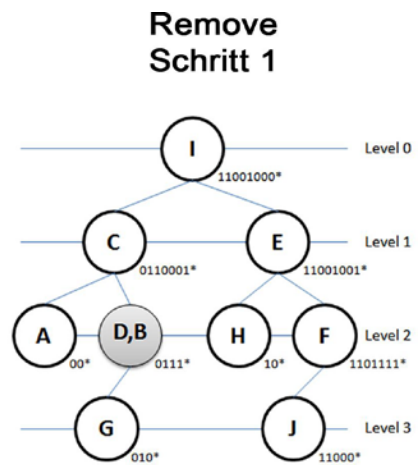 Remove
Schritt 1
I
Level 0
11001000*
C
E
Level 1
0110001*
11001001*
A
D,B
H
F
Level 2
00*
0111*
10*
1101111*
G
J
Level 3
010*
11000*